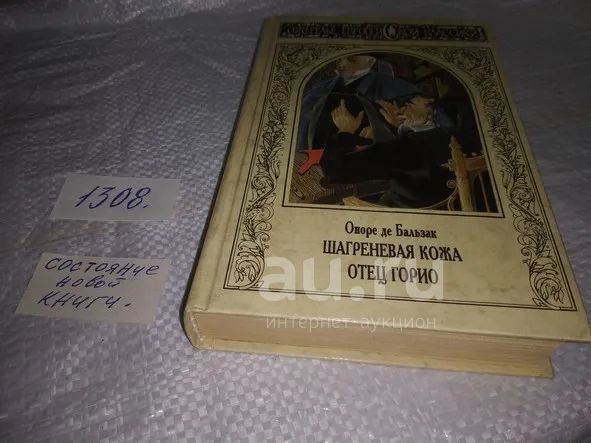 Оноре де Бальзак
ШАГРЕНЕВАЯ КОЖА
ОТЕЦ ГОРИО
1308.
состояние
новой
книги.
au.ru
интернет-аукцион